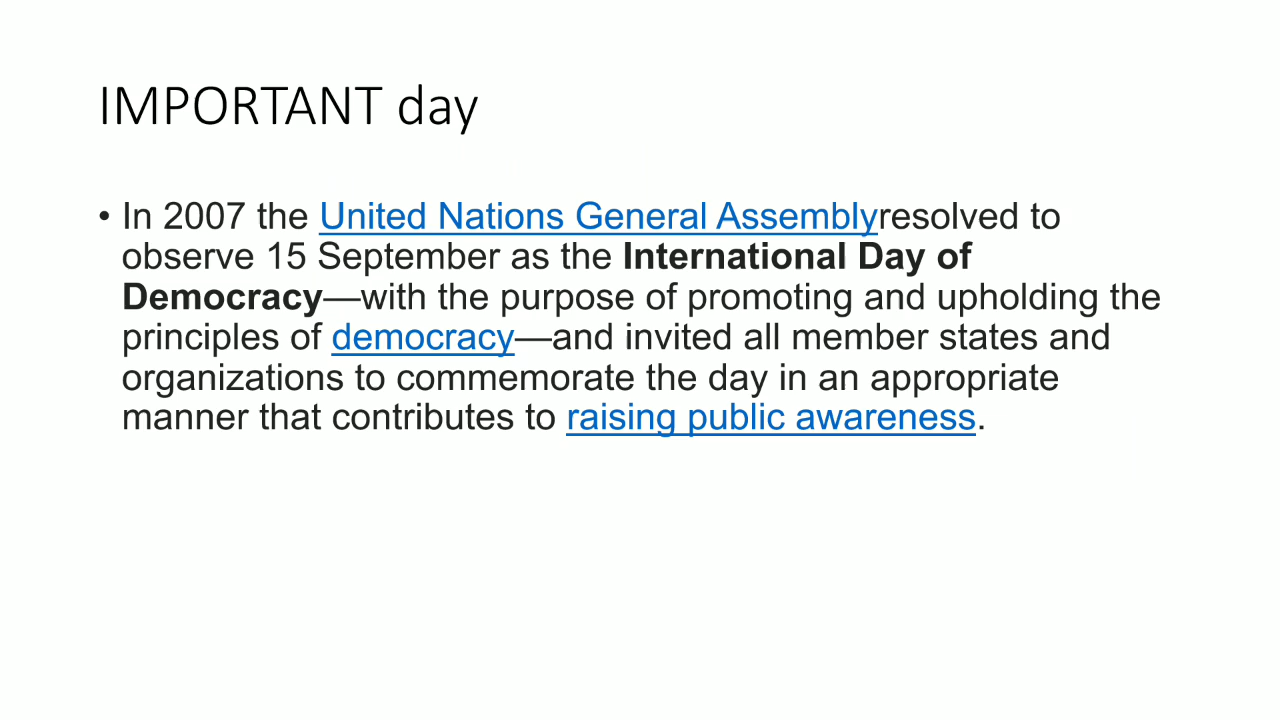 IMPORTANT day
• In 2007 the United Nations General Assemblyresolved to
observe 15 September as the International Day of
Democracy—with the purpose of promoting and upholding the
principles of democracy—and invited all member states and
organizations to commemorate the day in an appropriate
manner that contributes to raising public awareness.